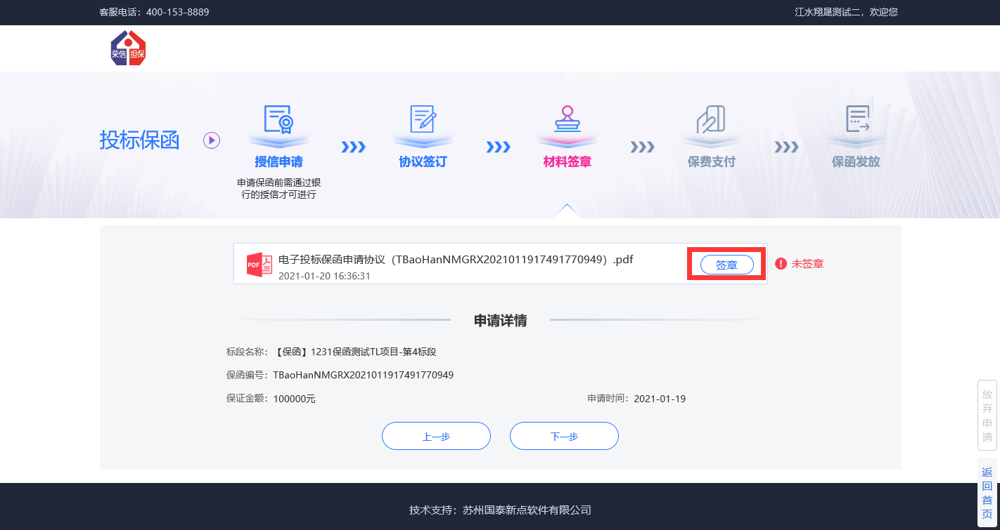 客服电话：400-153-8889
江水翔晟测试二，欢迎您
荣信 担保
投标保函
授信申请
协议签订
材料签章
保费支付
保函发放
申请保函前需通过银
行的授信才可进行
PDF
电子投标保函申请协议（TBaoHanNMGRX2021011917491770949）.pdf
签章
未签章
2021-01-20 16:36:31
申请详情
标段名称：【保函】1231保函测试TL项目-第4标段
保函编号：TBaoHanNMGRX2021011917491770949
保证金额：100000元
申请时间：2021-01-19
上一步
下一步
放弃申请
返回首页
技术支持：苏州国泰新点软件有限公司